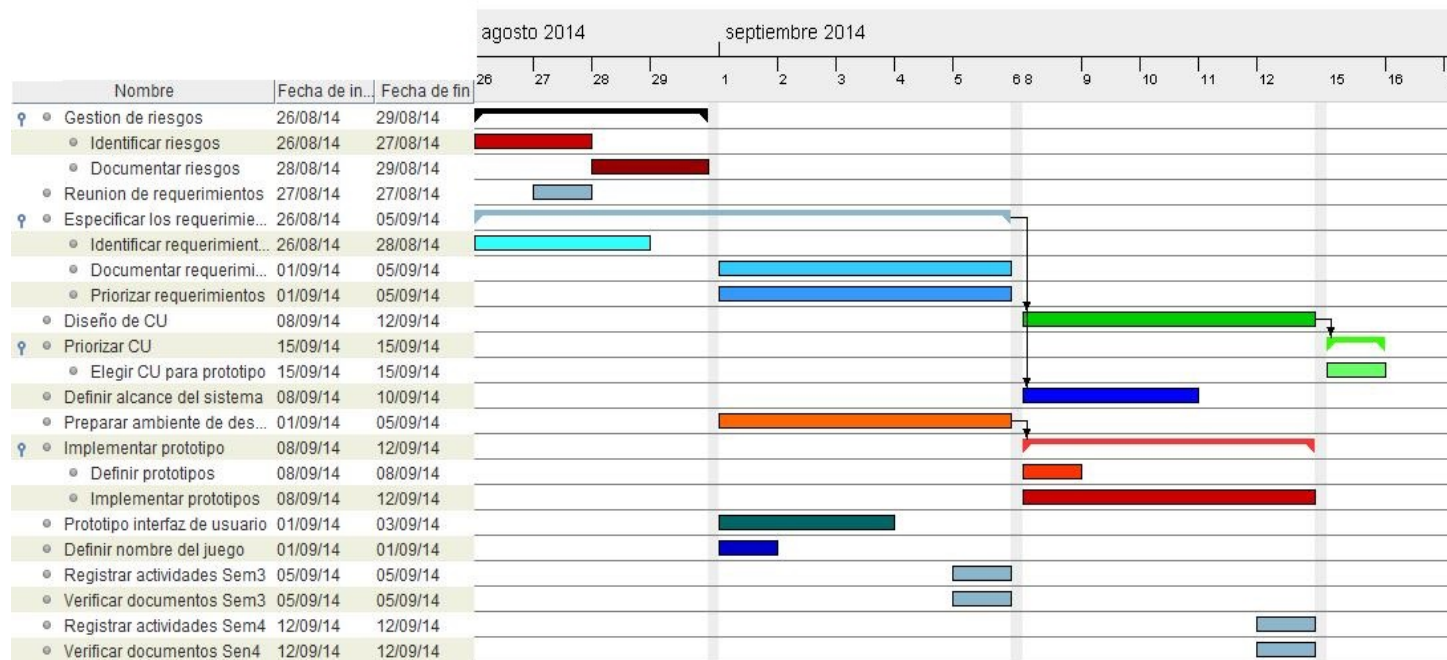 agosto 2014 septiembre 2014
26 27 28 29 1 2 3 4 5 6 8 9 10 11 12 15 16
Nombre Fecha de in... Fecha de fin
Gestion de riesgos 26/08/14 29/08/14
Identificar riesgos 26/08/14 27/08/14
Documentar riesgos 28/08/14 29/08/14
Reunion de requerimientos 27/08/14 27/08/14
Especificar los requerimie... 26/08/14 05/09/14
Identificar requerimient... 26/08/14 28/08/14
Documentar requerimi... 01/09/14 05/09/14
Priorizar requerimientos 01/09/14 05/09/14
Diseño de CU 08/09/14 12/09/14
Priorizar CU 15/09/14 15/09/14
Elegir CU para prototipo 15/09/14 15/09/14
Definir alcance del sistema 08/09/14 10/09/14
Preparar ambiente de des... 01/09/14 05/09/14
Implementar prototipo 08/09/14 12/09/14
Definir prototipos 08/09/14 08/09/14
Implementar prototipos 08/09/14 12/09/14
Prototipo interfaz de usuario 01/09/14 03/09/14
Definir nombre del juego 01/09/14 01/09/14
Registrar actividades Sem3 05/09/14 05/09/14
Verificar documentos Sem3 05/09/14 05/09/14
Registrar actividades Sem4 12/09/14 12/09/14
Verificar documentos Sen4 12/09/14 12/09/14